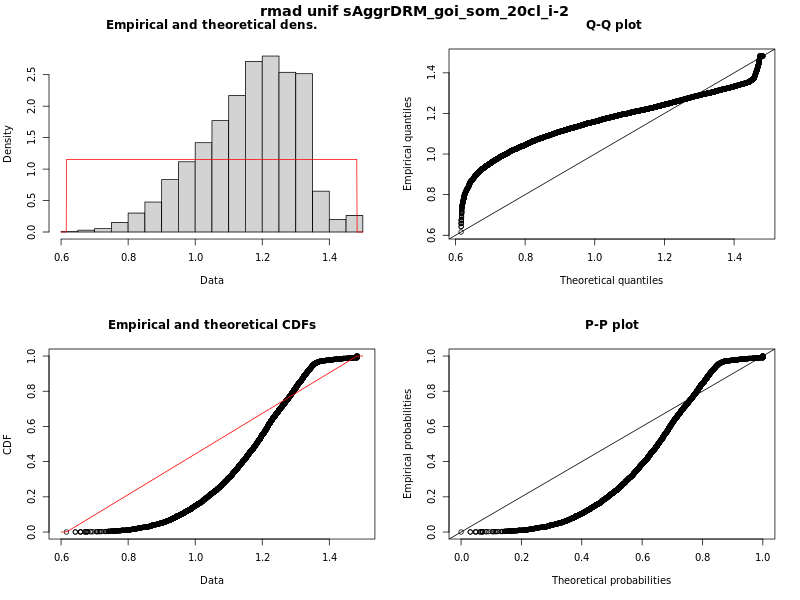 rmad unif sAggrDRM_goi_som_20cl_i-2
Empirical and theoretical dens.
Density
0.0 0.5 1.0 1.5 2.0 2.5
0.6 0.8 1.0 1.2 1.4
Data
Q-Q plot
Empirical quantiles
0.6 0.8 1.0 1.2 1.4
0.6 0.8 1.0 1.2 1.4
Theoretical quantiles
Empirical and theoretical CDFs
CDF
0.0 0.2 0.4 0.6 0.8 1.0
0.6 0.8 1.0 1.2 1.4
Data
P-P plot
Empirical probabilities
0.0 0.2 0.4 0.6 0.8 1.0
0.0 0.2 0.4 0.6 0.8 1.0
Theoretical probabilities